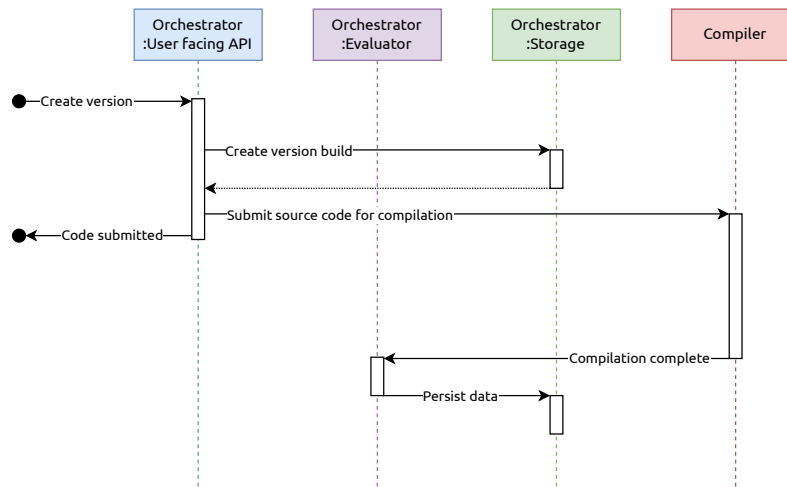 Orchestrator
:User facing API
Orchestrator
:Evaluator
Orchestrator
:Storage
Compiler
Create version
Create version build
Submit source code for compilation
Code submitted
Compilation complete
Persist data